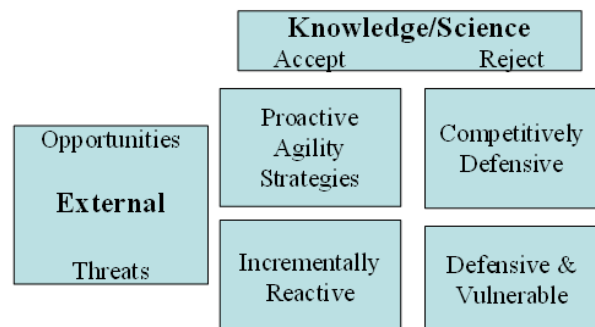 Knowledge/Science
Accept Reject
Proactive
Agility
Strategies
Competitively
Defensive
Opportunities
External
Threats
Incrementally
Reactive
Defensive &
Vulnerable